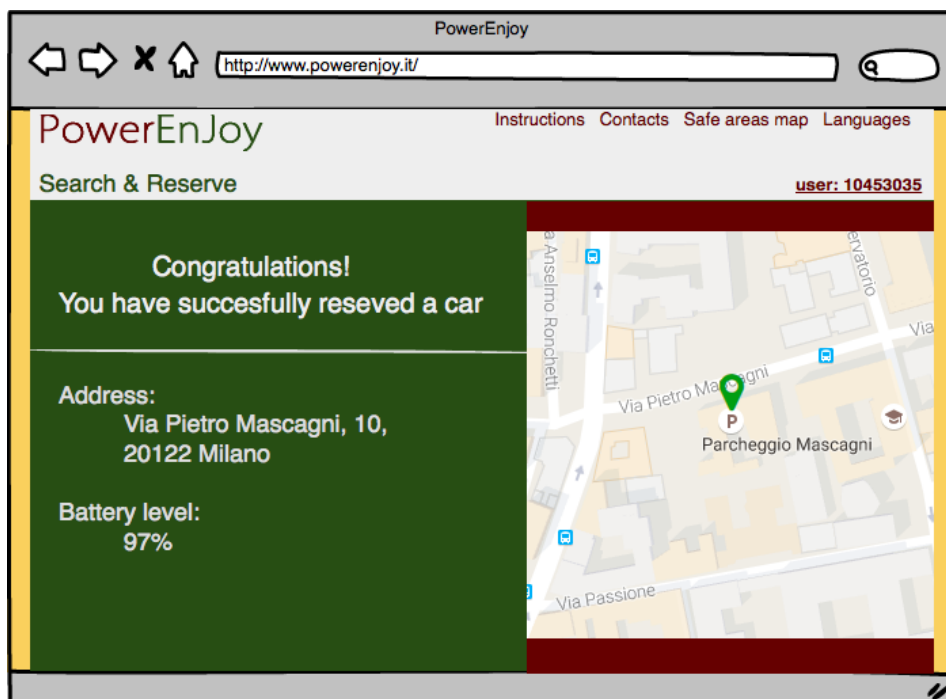 PowerEnjoy
http://www.powerenjoy.it/
PowerEnJoy
Instructions Contacts Safe areas map Languages
Search & Reserve
user: 10453035
Congratulations!
You have succesfully reseved a car
Address:
Via Pietro Mascagni, 10,
20122 Milano
Battery level:
97%
a Anselmo Ronchetti
ervatorio
Via
Via Pietro Mascagni
P
Parcheggio Mascagni
Via Passione